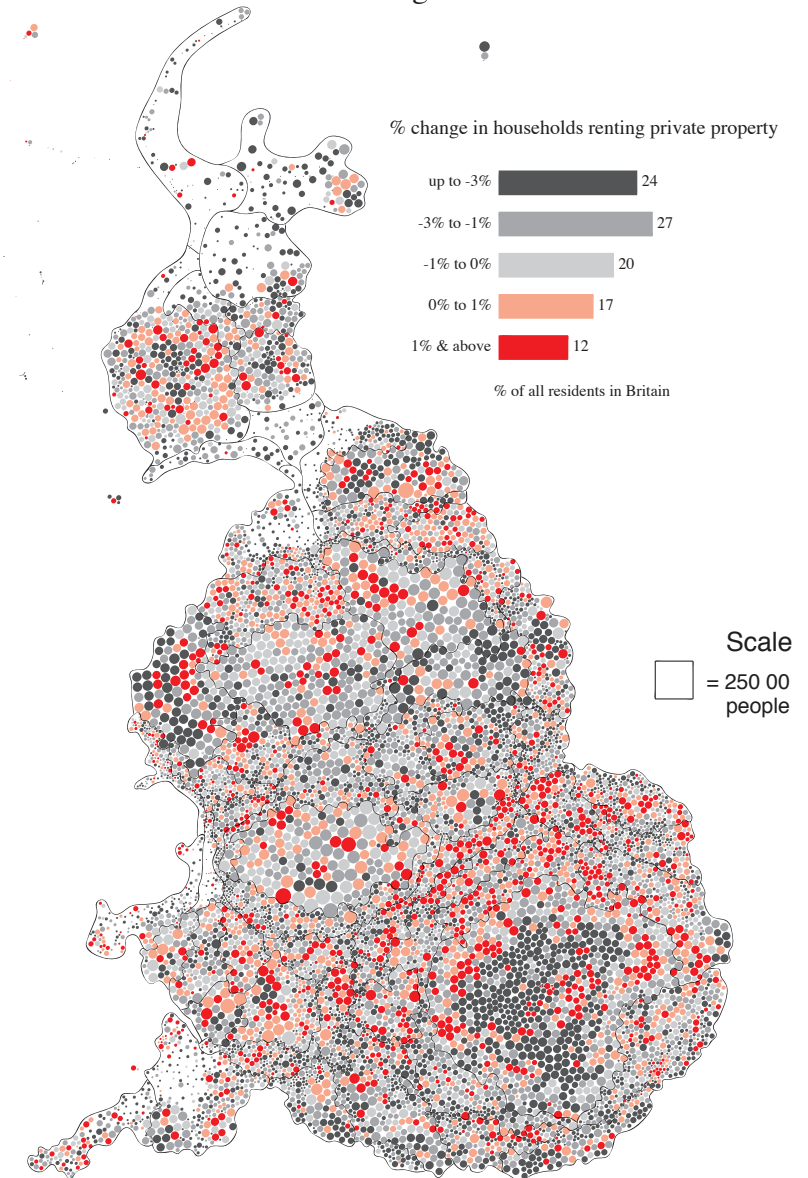 % change in households renting private property
up to -3% 24
-3% to -1% 27
-1% to 0% 20
0% to 1% 17
1% & above 12
% of all residents in Britain
Scale
= 250 00
people